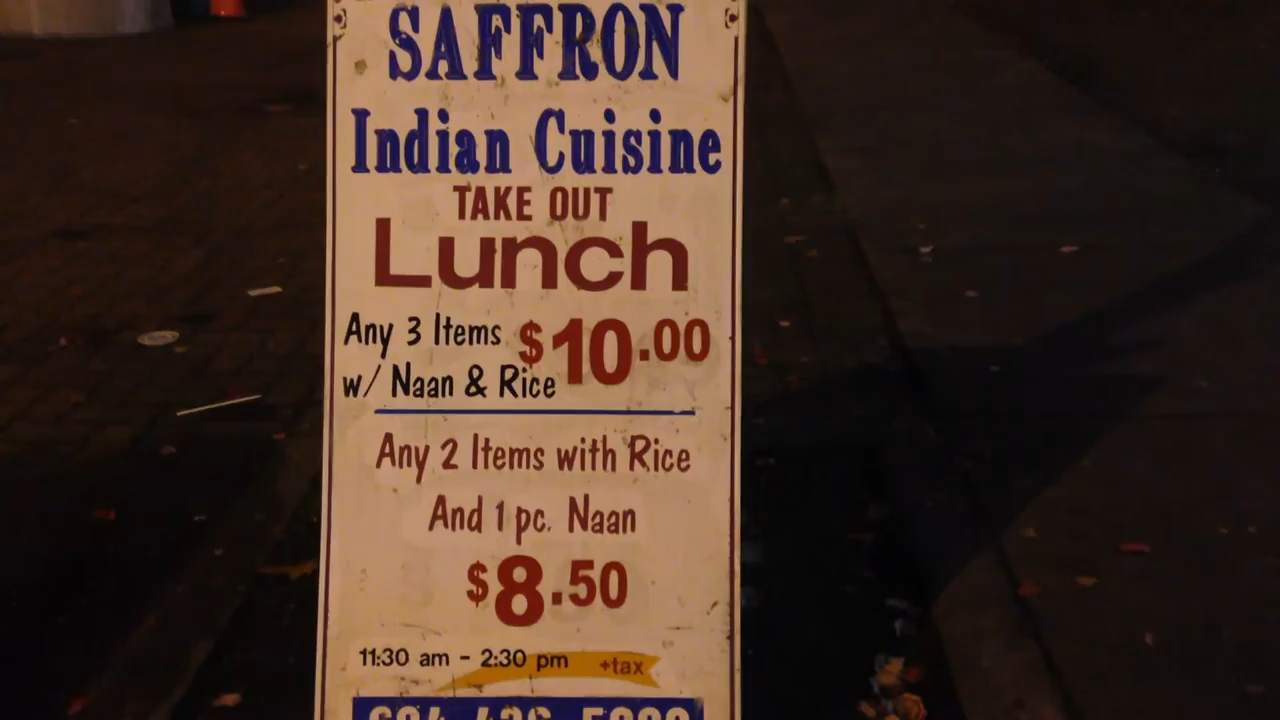 SAFFRON
Indian Cuisine
TAKE OUT
Lunch
Any 3 Items $10.00
w/ Naan & Rice
Any 2 Items with Rice
And 1 pc. Naan
$8.50
11:30 am - 2:30 pm +tax